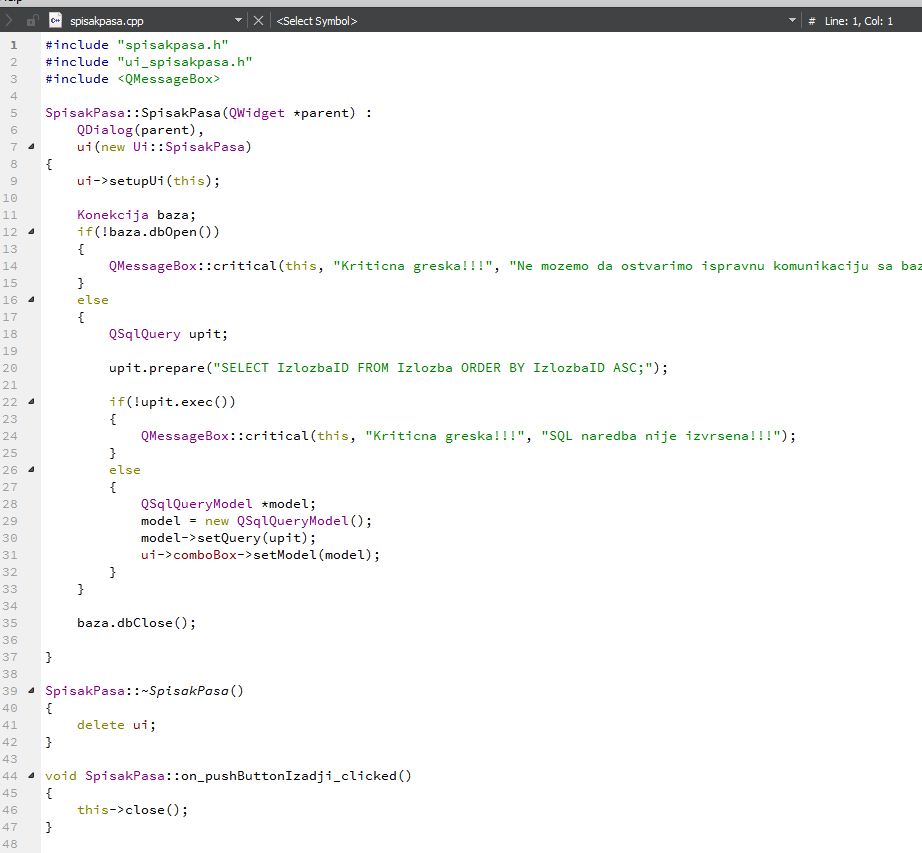 spisakpasa.cpp
<Select Symbol>
# Line: 1, Col: 1
1 #include "spisakpasa.h"
2 #include "ui_spisakpasa.h"
3 #include <QMessageBox>
4
5 SpisakPasa::SpisakPasa(QWidget *parent) :
6     QDialog(parent),
7     ui(new Ui::SpisakPasa)
8 {
9     ui->setupUi(this);
10
11     Konekcija baza;
12     if(!baza.dbOpen())
13     {
14         QMessageBox::critical(this, "Kriticna greska!!!", "Ne mozemo da ostvarimo ispravnu komunikaciju sa baz
15     }
16     else
17     {
18         QSqlQuery upit;
19
20         upit.prepare("SELECT IzlozbaID FROM Izlozba ORDER BY IzlozbaID ASC;");
21
22         if(!upit.exec())
23         {
24             QMessageBox::critical(this, "Kriticna greska!!!", "SQL naredba nije izvrsena!!!");
25         }
26         else
27         {
28             QSqlQueryModel *model;
29             model = new QSqlQueryModel();
30             model->setQuery(upit);
31             ui->comboBox->setModel(model);
32         }
33     }
34
35     baza.dbClose();
36
37 }
38
39 SpisakPasa::~SpisakPasa()
40 {
41     delete ui;
42 }
43
44 void SpisakPasa::on_pushButtonIzadji_clicked()
45 {
46     this->close();
47 }
48